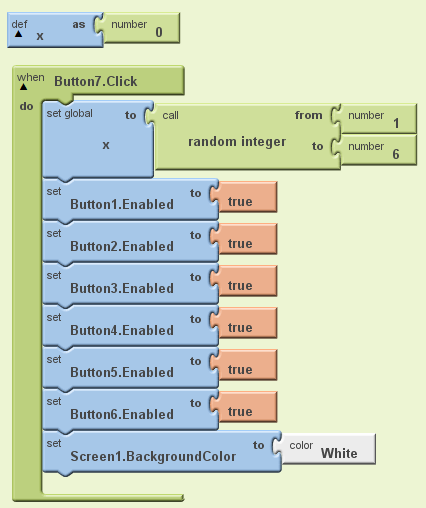 def x as number 0
when Button7.Click
do
set global x to call random integer from number 1
to number 6
set Button1.Enabled to true
set Button2.Enabled to true
set Button3.Enabled to true
set Button4.Enabled to true
set Button5.Enabled to true
set Button6.Enabled to true
set Screen1.BackgroundColor to color White